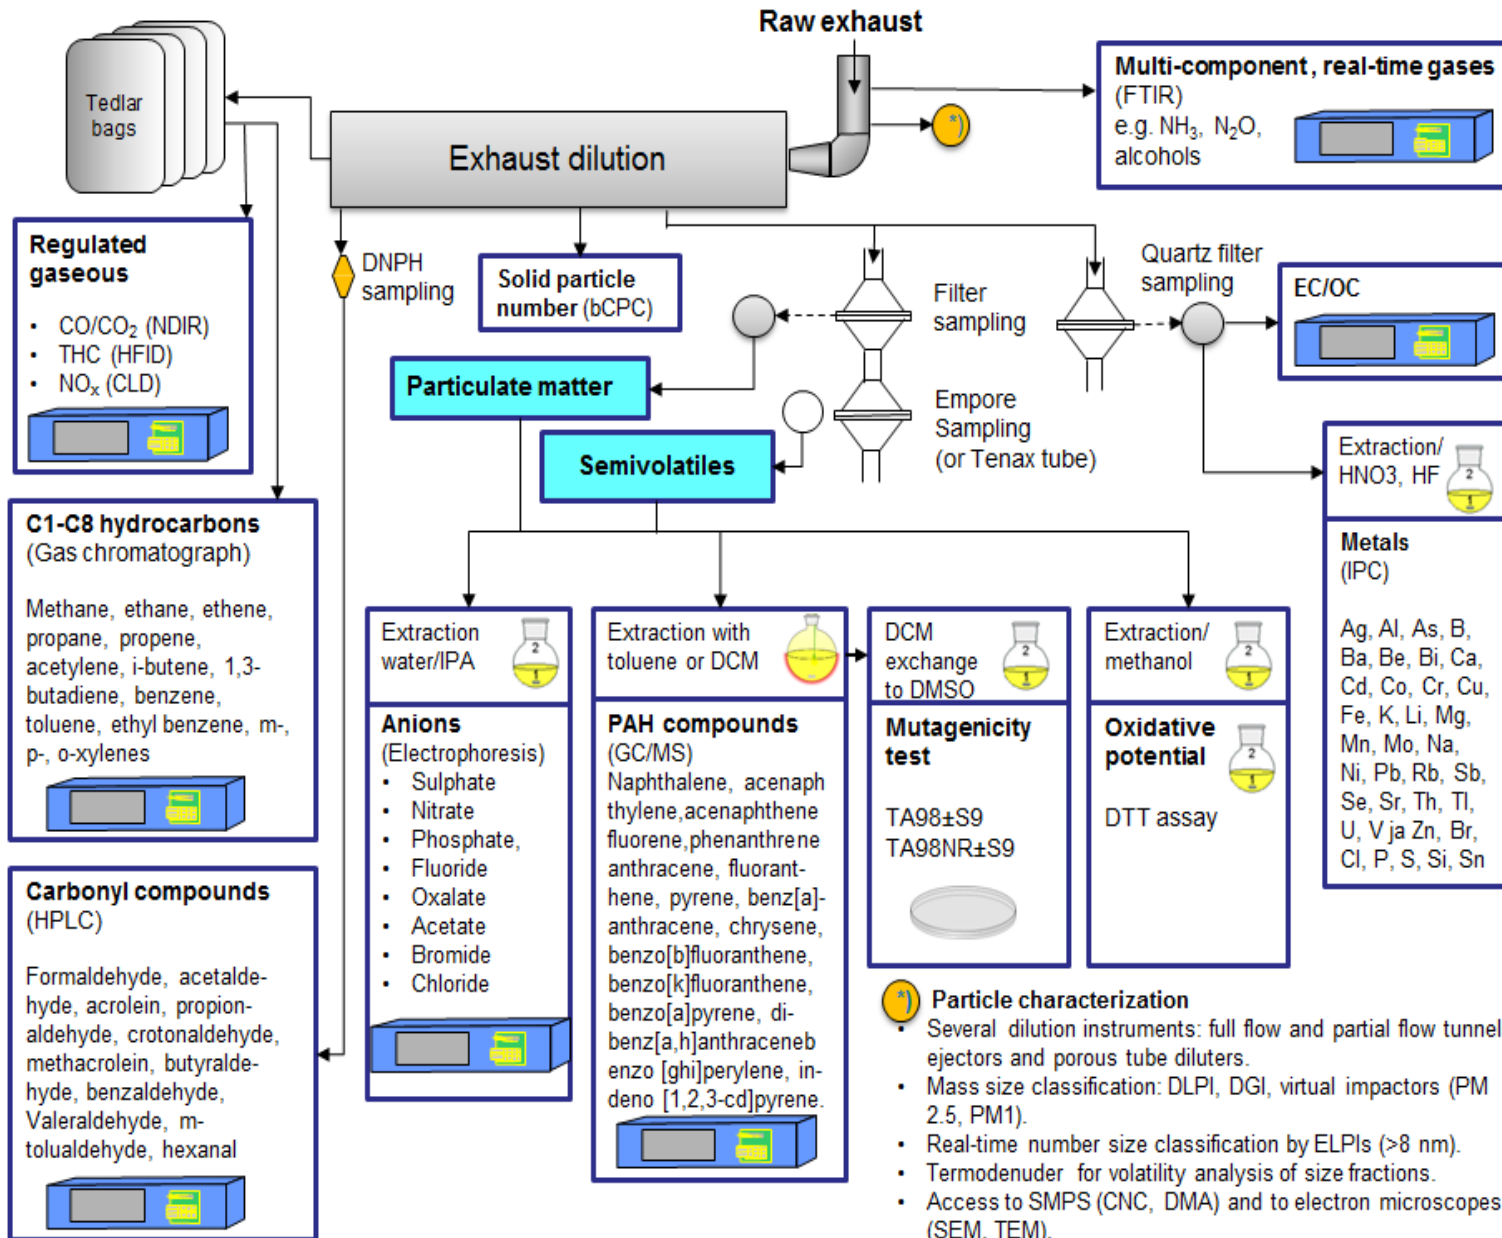 Raw exhaust
Tedlar
bags
Exhaust dilution
*)
Multi-component, real-time gases
(FTIR)
e.g. NH₃, N₂O,
alcohols
Regulated
gaseous
• CO/CO₂ (NDIR)
• THC (HFID)
• NOₓ (CLD)
DNPH
sampling
Solid particle
number (bCPC)
Filter
sampling
Quartz filter
sampling
EC/OC
Particulate matter
Semivolatiles
Empore
Sampling
(or Tenax tube)
Extraction/
HNO3, HF
2
1
Metals
(IPC)
Ag, Al, As, B,
Ba, Be, Bi, Ca,
Cd, Co, Cr, Cu,
Fe, K, Li, Mg,
Mn, Mo, Na,
Ni, Pb, Rb, Sb,
Se, Sr, Th, Tl,
U, V ja Zn, Br,
Cl, P, S, Si, Sn
C1-C8 hydrocarbons
(Gas chromatograph)
Methane, ethane, ethene,
propane, propene,
acetylene, i-butene, 1,3-
butadiene, benzene,
toluene, ethyl benzene, m-,
p-, o-xylenes
Carbonyl compounds
(HPLC)
Formaldehyde, acetalde-
hyde, acrolein, propion-
aldehyde, crotonaldehyde,
methacrolein, butyralde-
hyde, benzaldehyde,
Valeraldehyde, m-
tolualdehyde, hexanal
Extraction
water/IPA
2
1
Anions
(Electrophoresis)
• Sulphate
• Nitrate
• Phosphate,
• Fluoride
• Oxalate
• Acetate
• Bromide
• Chloride
Extraction with
toluene or DCM
PAH compounds
(GC/MS)
Naphthalene, acenaph
thylene,acenaphthene
fluorene,phenanthrene
anthracene, fluorant-
hene, pyrene, benz[a]-
anthracene, chrysene,
benzo[b]fluoranthene,
benzo[k]fluoranthene,
benzo[a]pyrene, di-
benz[a,h]anthraceneb
enzo [ghi]perylene, in-
deno [1,2,3-cd]pyrene.
DCM
exchange
to DMSO
2
1
Mutagenicity
test
TA98±S9
TA98NR±S9
Extraction/
methanol
2
1
Oxidative
potential
2
1
DTT assay
*) Particle characterization
• Several dilution instruments: full flow and partial flow tunnel
ejectors and porous tube diluters.
• Mass size classification: DLPI, DGI, virtual impactors (PM
2.5, PM1).
• Real-time number size classification by ELPIs (>8 nm).
• Termodenuder for volatility analysis of size fractions.
• Access to SMPS (CNC, DMA) and to electron microscopes
(SEM, TEM).